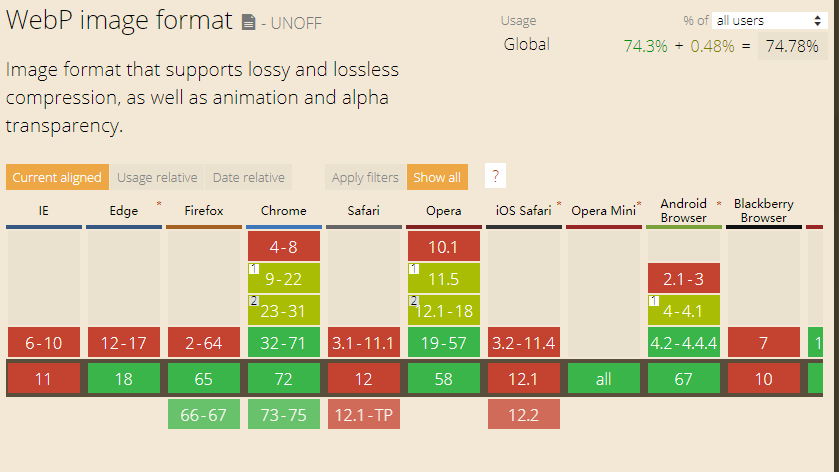 WebP image format - UNOFF
Usage % of all users
Global 74.3% + 0.48% = 74.78%
Image format that supports lossy and lossless
compression, as well as animation and alpha
transparency.
Current aligned Usage relative Date relative Apply filters Show all ?
IE Edge * Firefox Chrome Safari Opera iOS Safari * Opera Mini * Android Browser * Blackberry Browser
4-8 10.1
1 9-22 1 11.5 2.1-3
2 23-31 2 12.1-18 1 4-4.1
6-10 12-17 2-64 32-71 3.1-11.1 19-57 3.2-11.4 4.2-4.4.4 7 1
11 18 65 72 12 58 12.1 all 67 10
66-67 73-75 12.1-TP 12.2